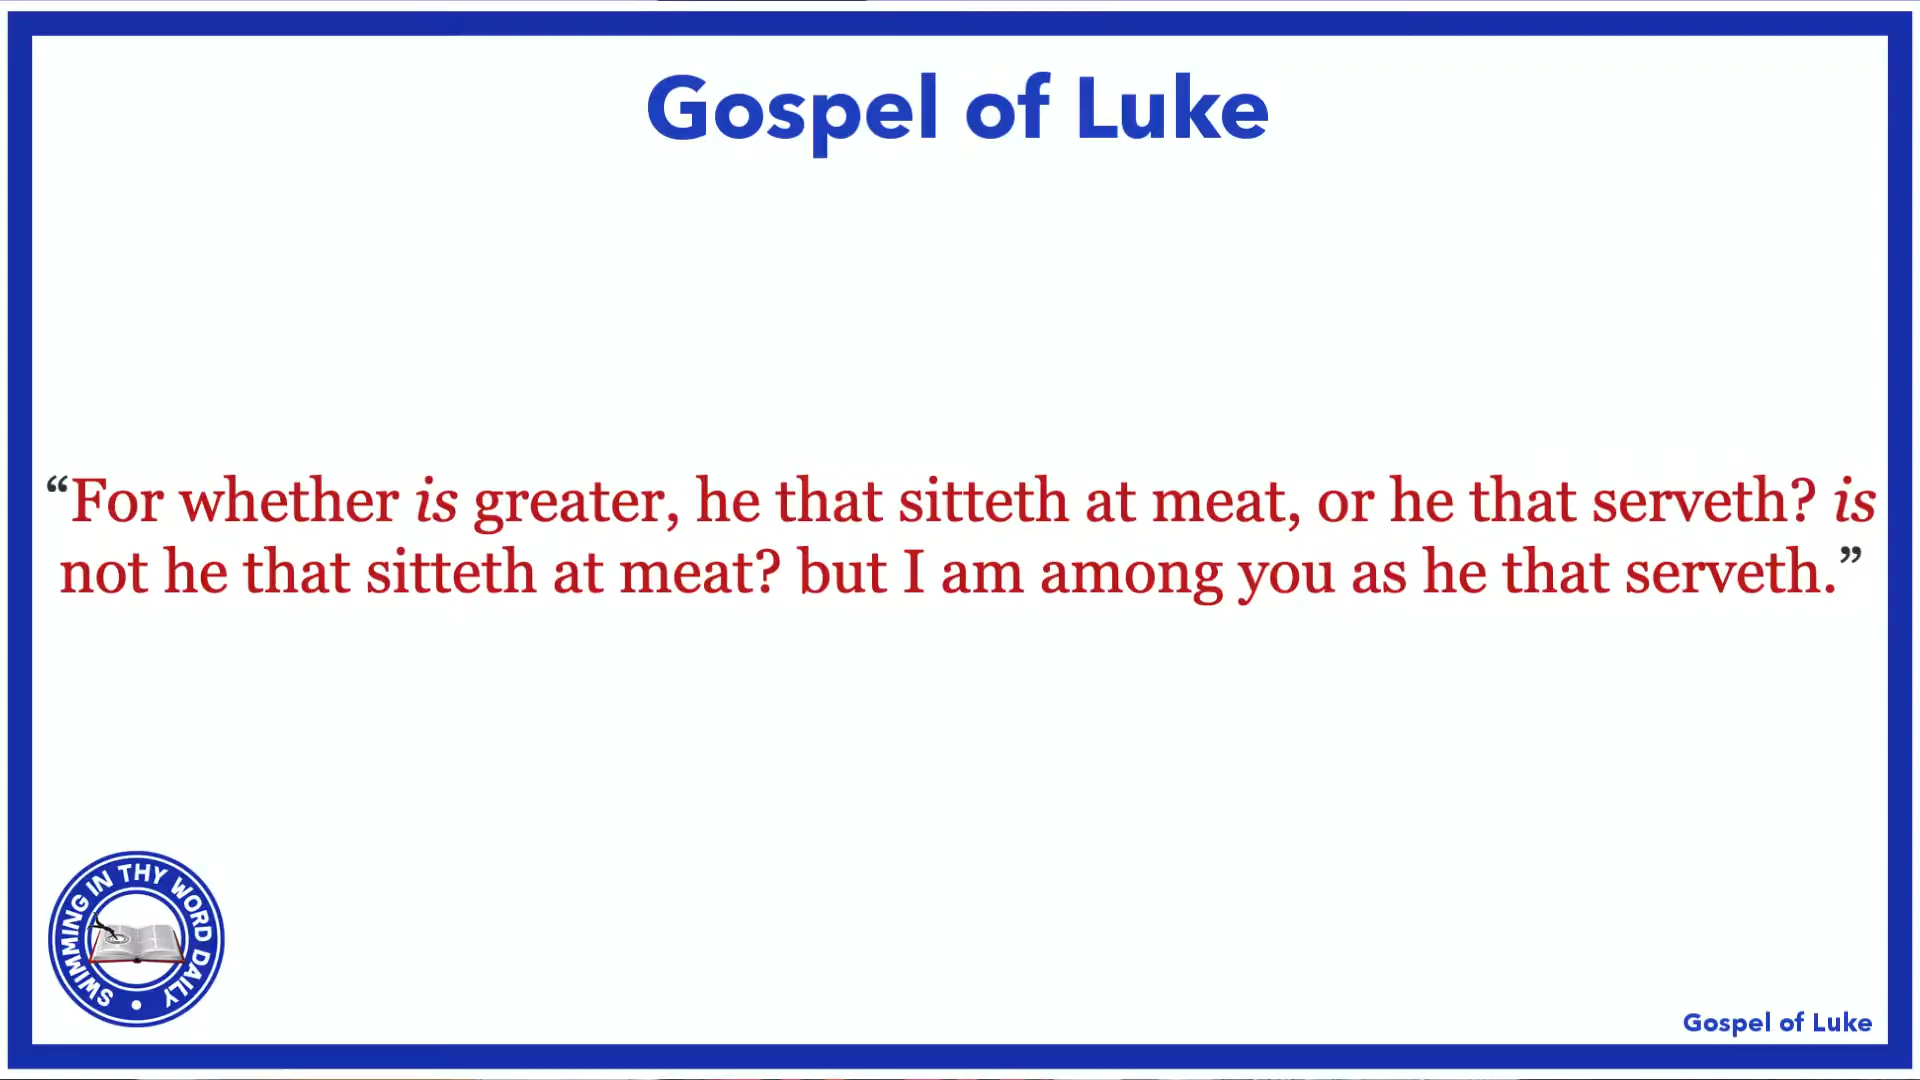 Gospel of Luke
“For whether is greater, he that sitteth at meat, or he that serveth? is
not he that sitteth at meat? but I am among you as he that serveth.”
SWIMMING IN THY WORD DAILY
Gospel of Luke